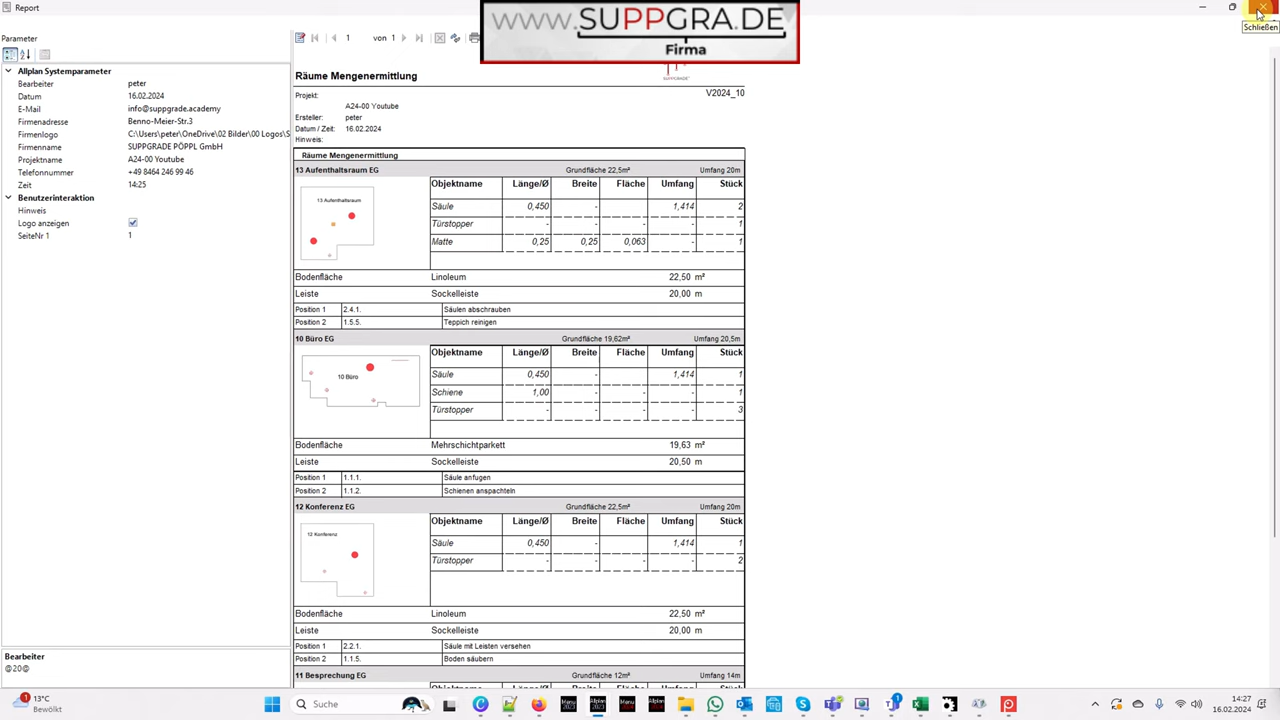 Report
WWW.SUPPGRA.DE
Firma
Schließen
Parameter
1 von 1
Allplan Systemparameter
Bearbeiter peter
Datum 16.02.2024
E-Mail info@suppgrade.academy
Firmenadresse Benno-Meier-Str.3
Firmenlogo C:\Users\peter\OneDrive\02 Bilder\00 Logos\S
Firmenname SUPPGRADE PÖPPL GmbH
Projektname A24-00 Youtube
Telefonnummer +49 8464 246 99 46
Zeit 14:25
Benutzerinteraktion
Hinweis
Logo anzeigen
SeiteNr 1 1
Räume Mengenermittlung
SUPPGRADE
V2024_10
Projekt:
A24-00 Youtube
Ersteller: peter
Datum / Zeit: 16.02.2024
Hinweis:
Räume Mengenermittlung
13 Aufenthaltsraum EG Grundfläche 22,5m² Umfang 20m
13 Aufenthaltsraum
Objektname Länge/Ø Breite Fläche Umfang Stück
Säule 0,450 - - 1,414 2
Türstopper - - - - 1
Matte 0,25 0,25 0,063 - 1
Bodenfläche Linoleum 22,50 m²
Leiste Sockelleiste 20,00 m
Position 1 2.4.1. Säulen abschrauben
Position 2 1.5.5. Teppich reinigen
10 Büro EG Grundfläche 19,62m² Umfang 20,5m
10 Büro
Objektname Länge/Ø Breite Fläche Umfang Stück
Säule 0,450 - - 1,414 1
Schiene 1,00 - - - 1
Türstopper - - - - 3
Bodenfläche Mehrschichtparkett 19,63 m²
Leiste Sockelleiste 20,50 m
Position 1 1.1.1. Säule anfugen
Position 2 1.1.2. Schienen anspachteln
12 Konferenz EG Grundfläche 22,5m² Umfang 20m
12 Konferenz
Objektname Länge/Ø Breite Fläche Umfang Stück
Säule 0,450 - - 1,414 1
Türstopper - - - - 2
Bodenfläche Linoleum 22,50 m²
Leiste Sockelleiste 20,00 m
Position 1 2.2.1. Säule mit Leisten versehen
Position 2 1.1.5. Boden säubern
11 Besprechung EG Grundfläche 12m² Umfang 14m
Bearbeiter
@20@
1
13°C
Bewölkt
Suche
14:27
16.02.2024